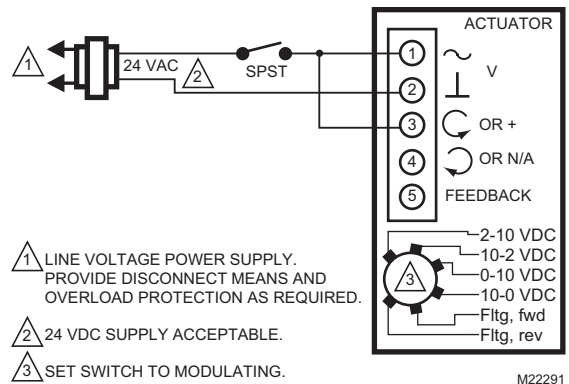 ACTUATOR
1
24 VAC
2
SPST
1
V
2
3
OR +
4
OR N/A
5
FEEDBACK
2-10 VDC
10-2 VDC
0-10 VDC
3
10-0 VDC
Fltg, fwd
Fltg, rev
1 LINE VOLTAGE POWER SUPPLY.
PROVIDE DISCONNECT MEANS AND
OVERLOAD PROTECTION AS REQUIRED.
2 24 VDC SUPPLY ACCEPTABLE.
3 SET SWITCH TO MODULATING.
M22291